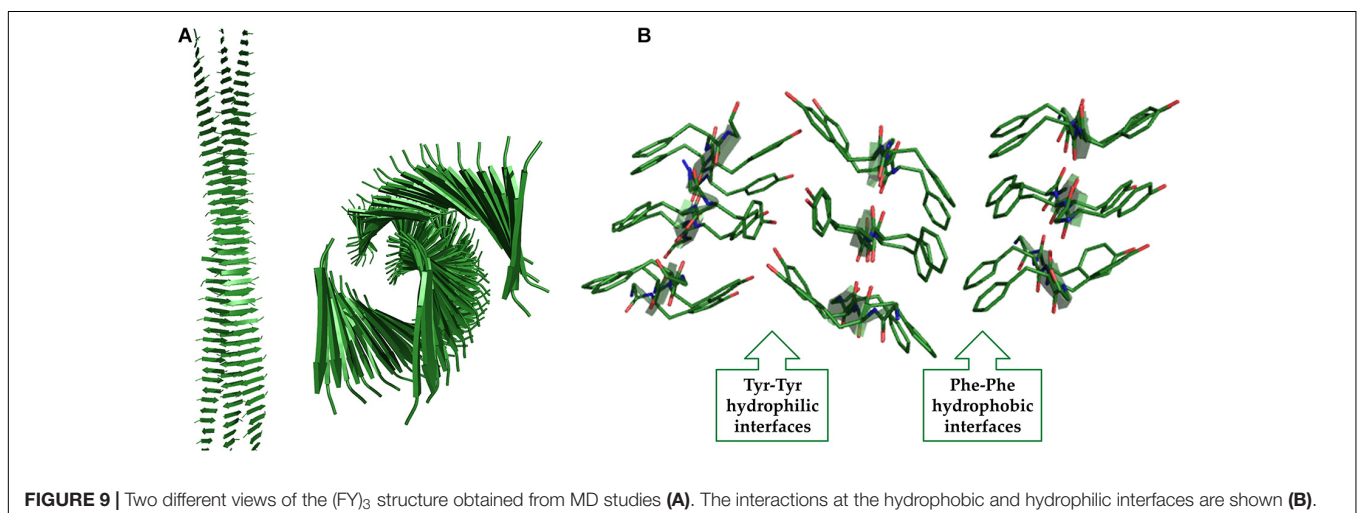 A
B
Tyr-Tyr
hydrophilic
interfaces
Phe-Phe
hydrophobic
interfaces
FIGURE 9 | Two different views of the (FY)3 structure obtained from MD studies (A). The interactions at the hydrophobic and hydrophilic interfaces are shown (B).